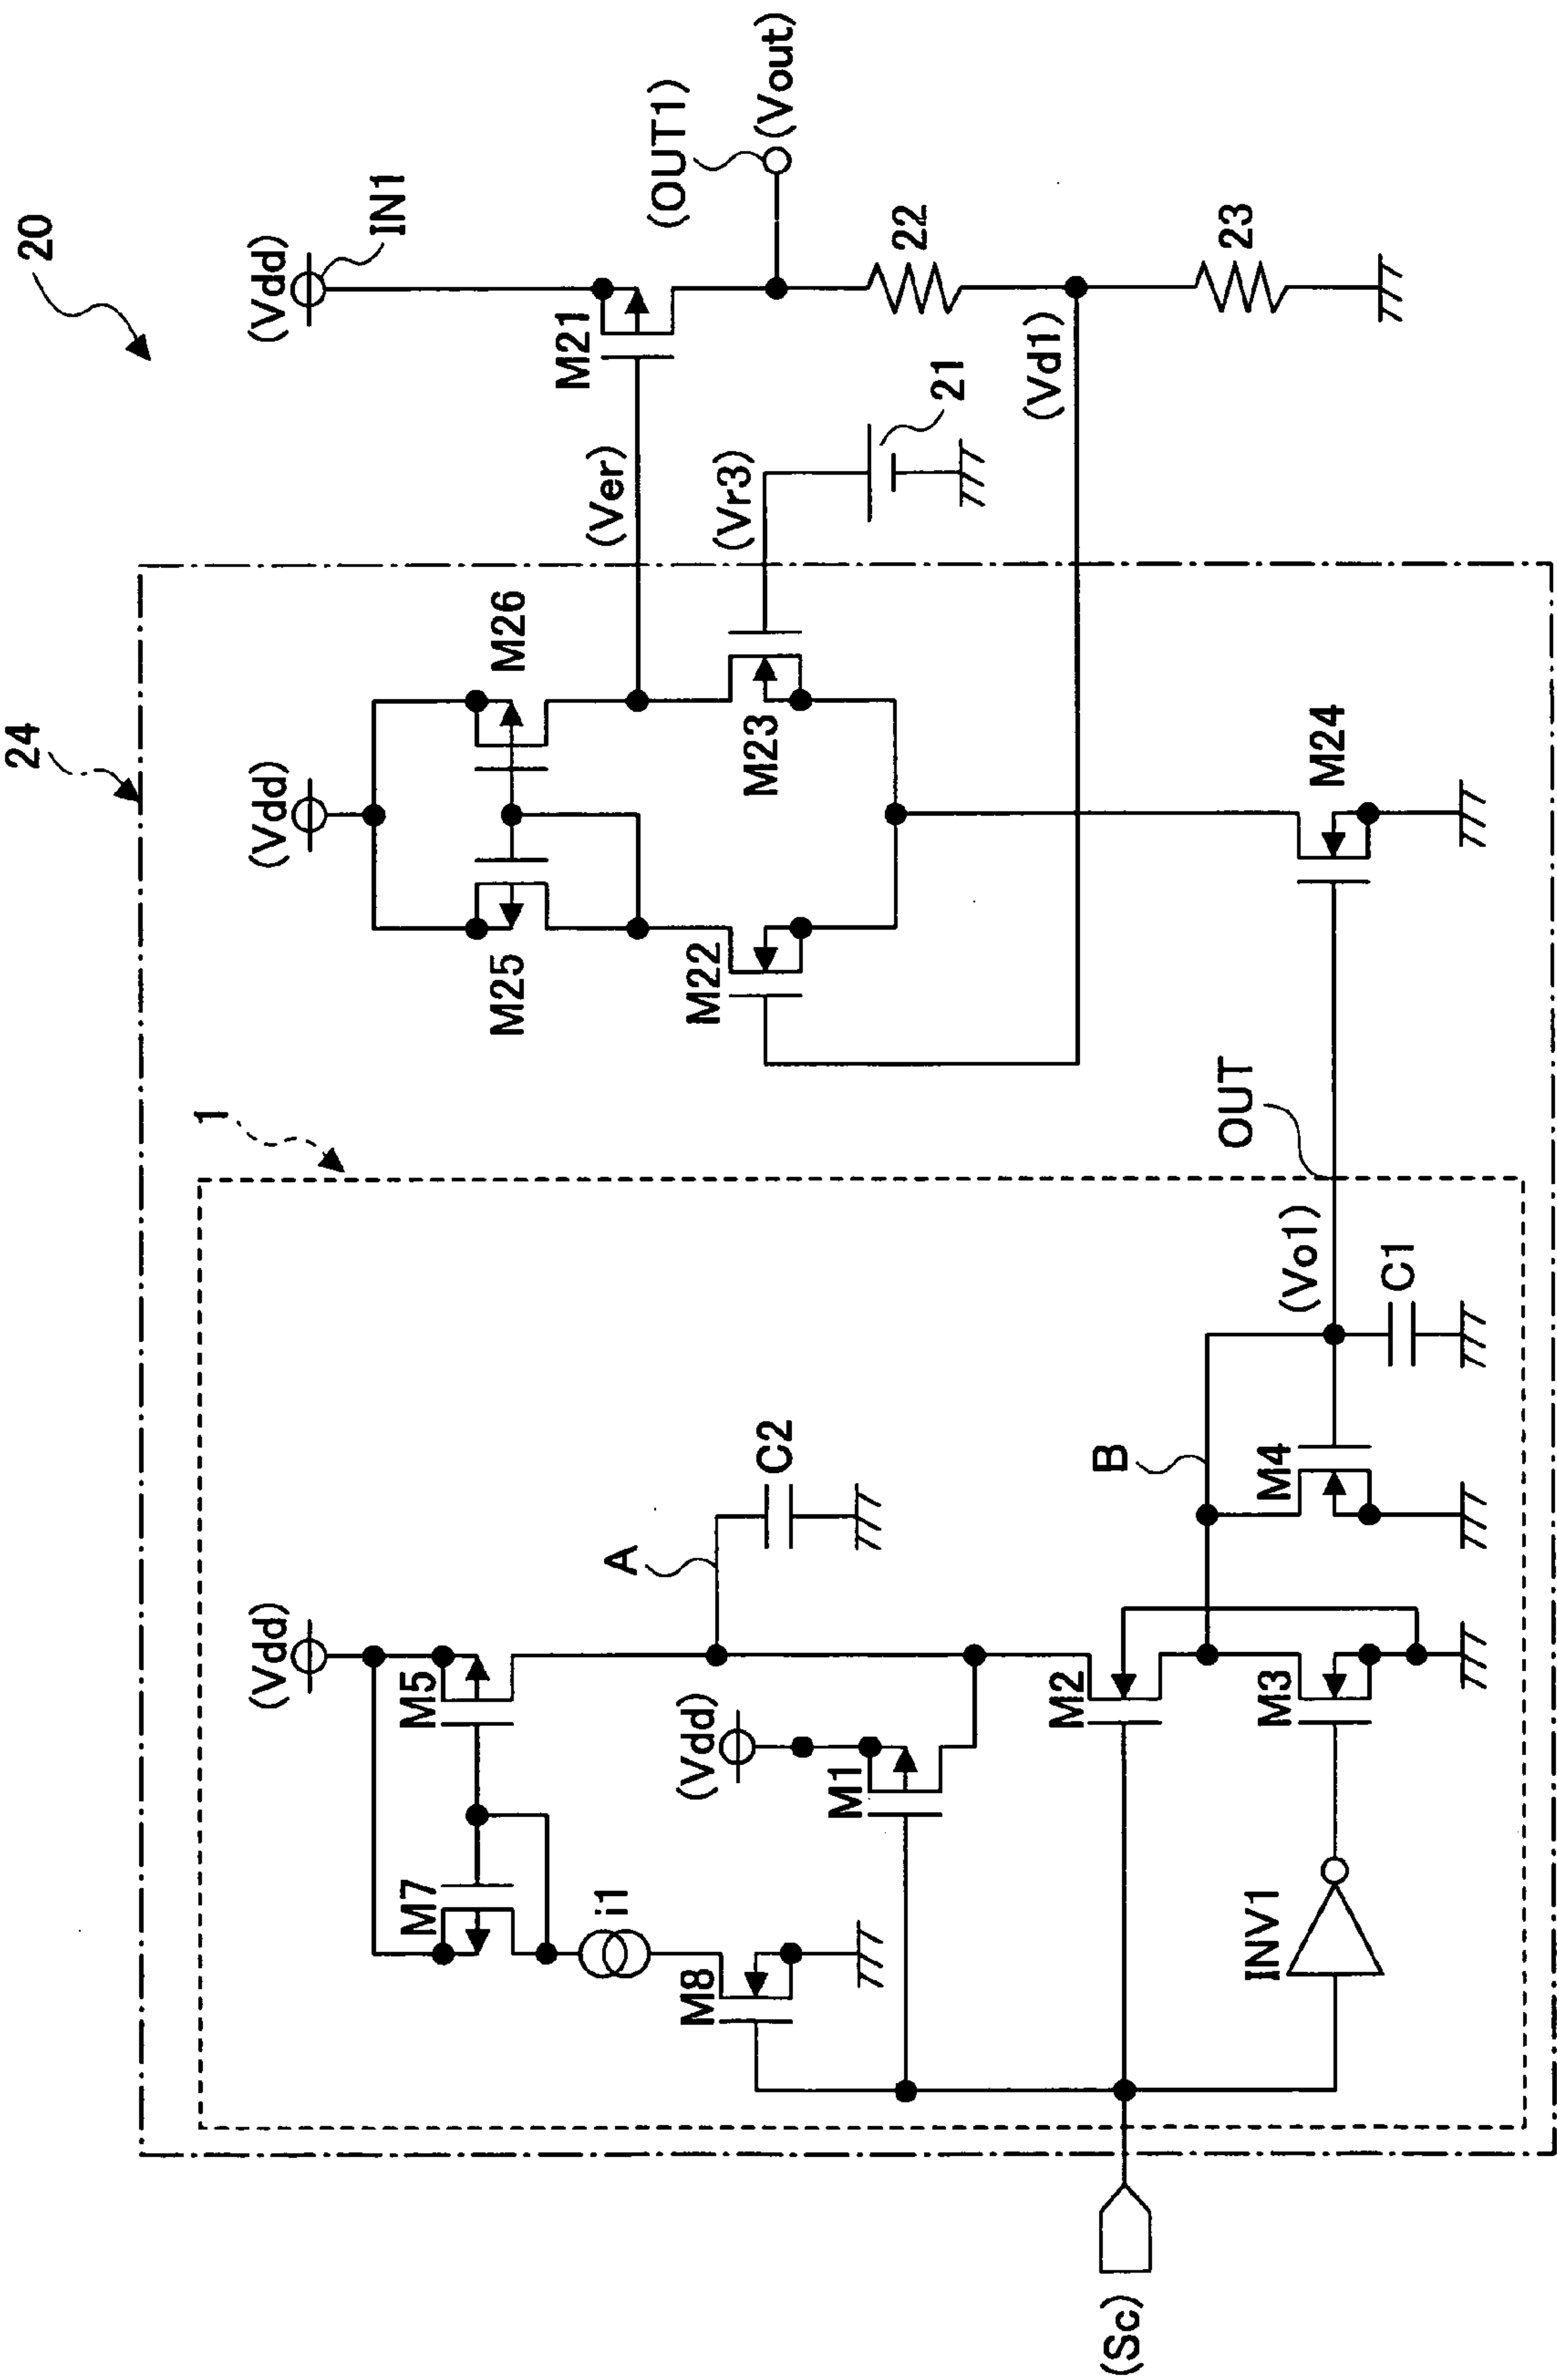 20
24
1
(Vdd)
IN1
(Vdd)
(Vdd)
M21
(OUT1)
(Vout)
22
23
(Ver)
(Vr3)
21
(Vd1)
M25
M26
M22
M23
M24
OUT
(Vo1)
C1
M7
M5
i1
M8
(Vdd)
M1
A
C2
B
M2
M4
M3
INV1
(Sc)